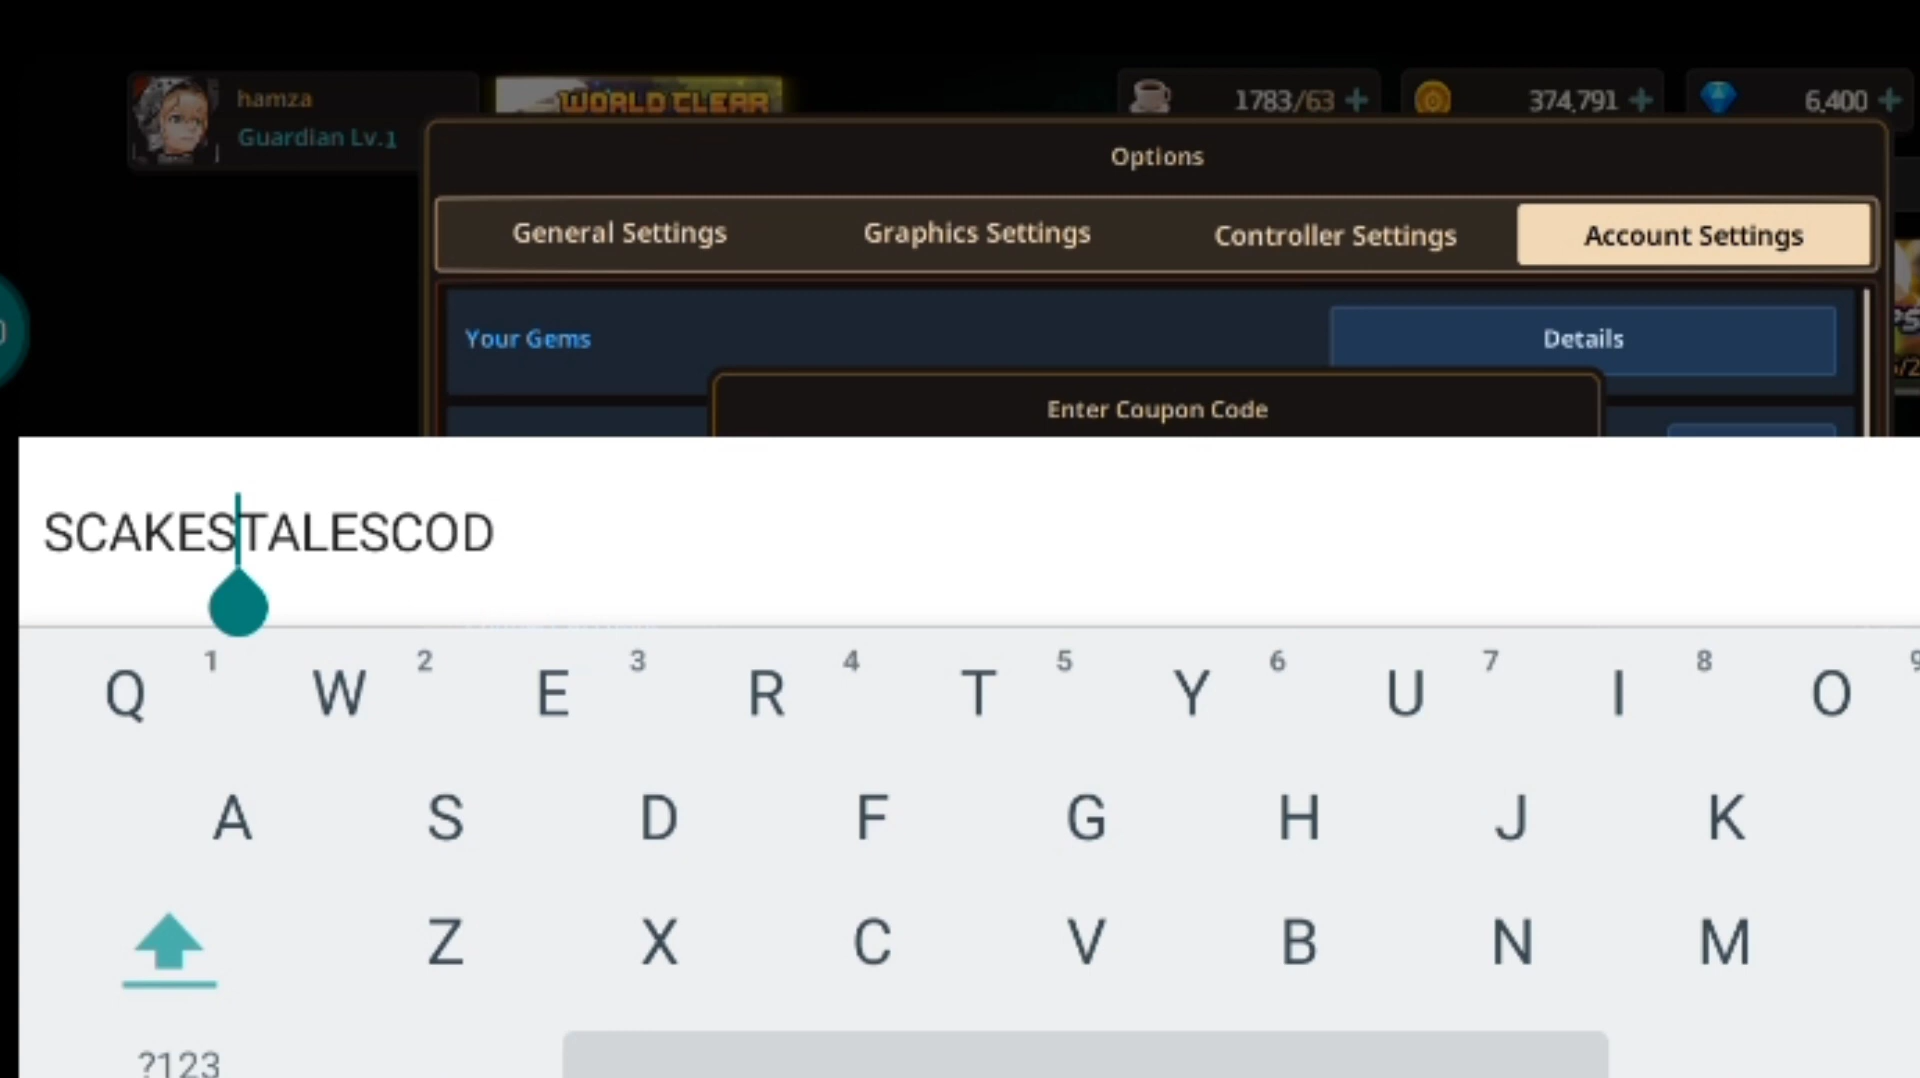 hamza
Guardian Lv.1
WORLD CLEAR
1783/63 +
374,791 +
6,400 +
Options
General Settings
Graphics Settings
Controller Settings
Account Settings
Your Gems
Details
Enter Coupon Code
SCAKESTALESCOD
Q 1 W 2 E 3 R 4 T 5 Y 6 U 7 I 8 O 9
A S D F G H J K
Z X C V B N M
?123